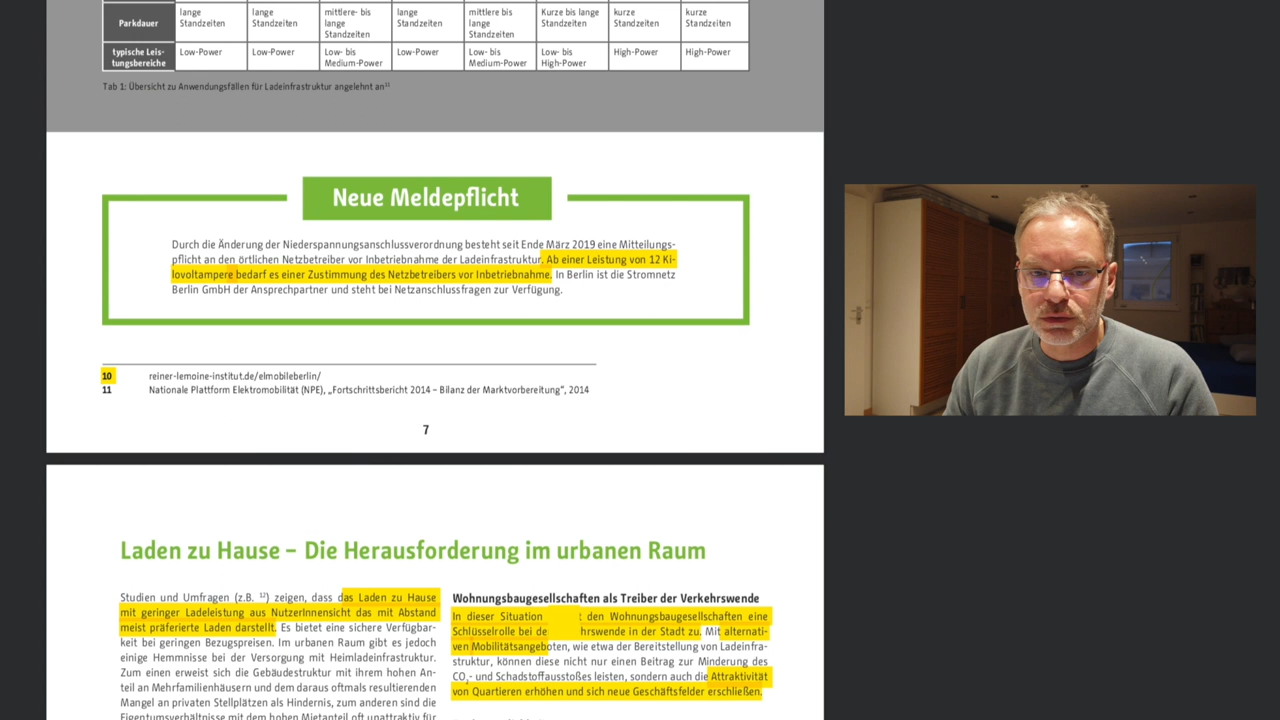 Parkdauer
lange Standzeiten
lange Standzeiten
mittlere- bis lange Standzeiten
lange Standzeiten
mittlere bis lange Standzeiten
Kurze bis lange Standzeiten
kurze Standzeiten
kurze Standzeiten
typische Leis-
tungsbereiche
Low-Power
Low-Power
Low- bis Medium-Power
Low-Power
Low- bis Medium-Power
Low- bis High-Power
High-Power
High-Power
Tab 1: Übersicht zu Anwendungsfällen für Ladeinfrastruktur angelehnt an¹¹
Neue Meldepflicht
Durch die Änderung der Niederspannungsanschlussverordnung besteht seit Ende März 2019 eine Mitteilungs-
pflicht an den örtlichen Netzbetreiber vor Inbetriebnahme der Ladeinfrastruktur. Ab einer Leistung von 12 Ki-
lovoltampere bedarf es einer Zustimmung des Netzbetreibers vor Inbetriebnahme. In Berlin ist die Stromnetz
Berlin GmbH der Ansprechpartner und steht bei Netzanschlussfragen zur Verfügung.
10 reiner-lemoine-institut.de/elmobileberlin/
11 Nationale Plattform Elektromobilität (NPE), „Fortschrittsbericht 2014 – Bilanz der Marktvorbereitung“, 2014
7
Laden zu Hause – Die Herausforderung im urbanen Raum
Studien und Umfragen (z.B. ¹²) zeigen, dass das Laden zu Hause
mit geringer Ladeleistung aus NutzerInnensicht das mit Abstand
meist präferierte Laden darstellt. Es bietet eine sichere Verfügbar-
keit bei geringen Bezugspreisen. Im urbanen Raum gibt es jedoch
einige Hemmnisse bei der Versorgung mit Heimladeinfrastruktur.
Zum einen erweist sich die Gebäudestruktur mit ihrem hohen An-
teil an Mehrfamilienhäusern und dem daraus oftmals resultierenden
Mangel an privaten Stellplätzen als Hindernis, zum anderen sind die
Eigentumsverhältnisse mit dem hohen Mietanteil oft unattraktiv für
Wohnungsbaugesellschaften als Treiber der Verkehrswende
In dieser Situation t den Wohnungsbaugesellschaften eine
Schlüsselrolle bei de hrswende in der Stadt zu. Mit alternati-
ven Mobilitätsangeboten, wie etwa der Bereitstellung von Ladeinfra-
struktur, können diese nicht nur einen Beitrag zur Minderung des
CO₂- und Schadstoffausstoßes leisten, sondern auch die Attraktivität
von Quartieren erhöhen und sich neue Geschäftsfelder erschließen.